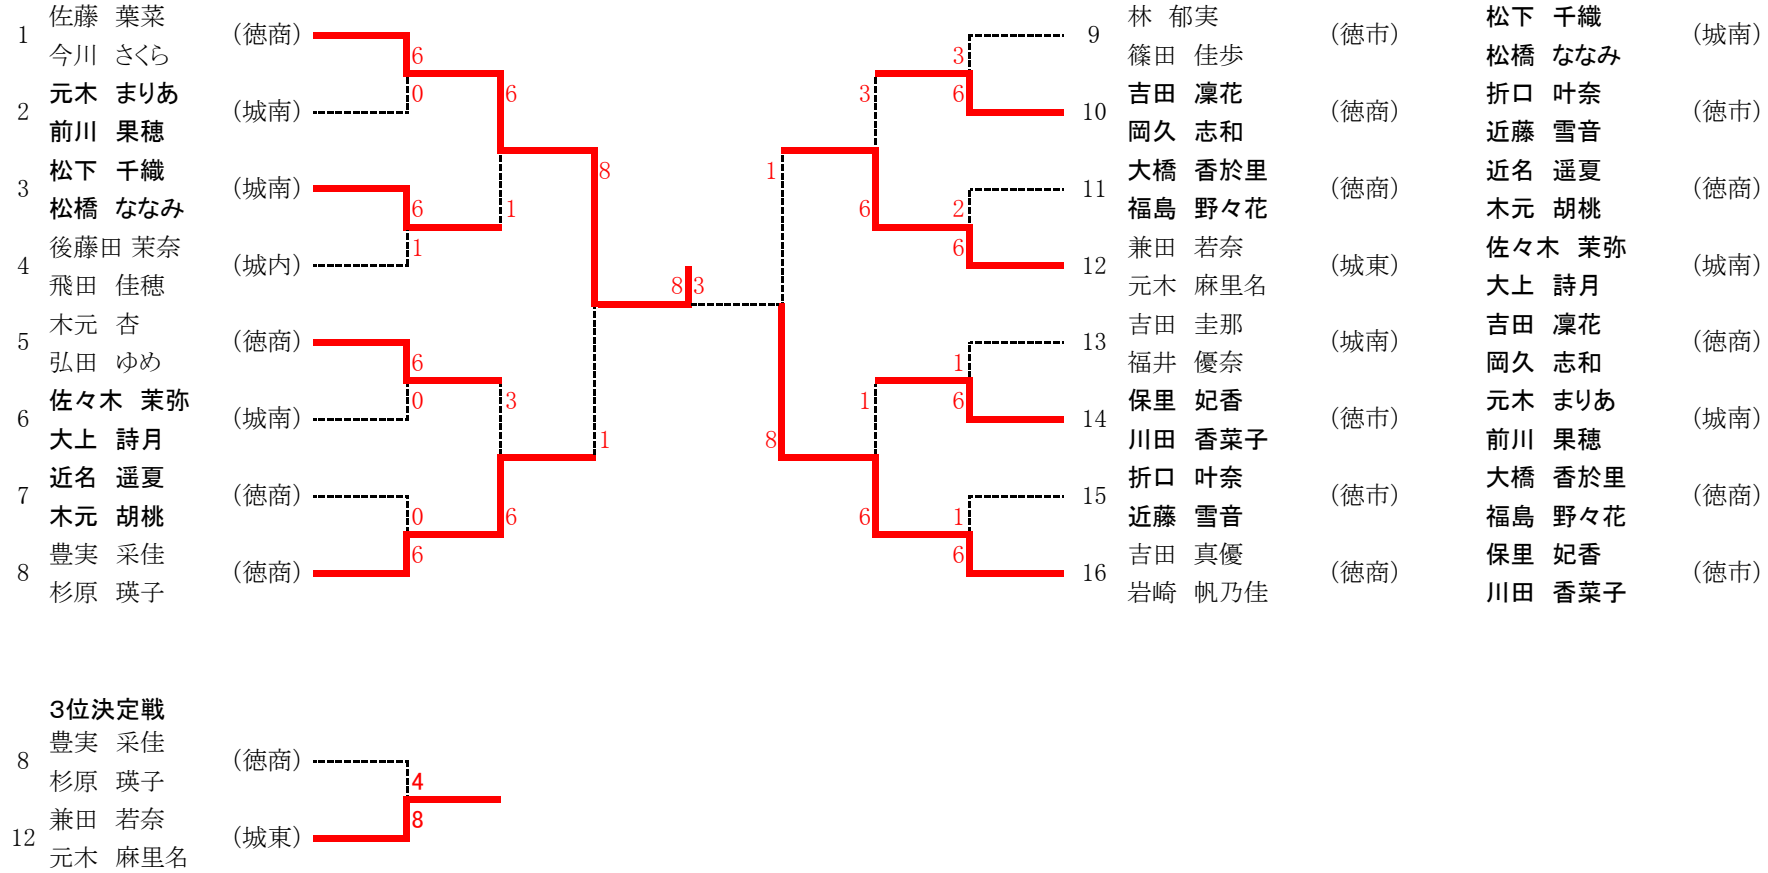 佐藤 葉菜
1 (徳商)
今川 さくら
6
元木 まりあ
0
2 (城南)
前川 果穂
6
松下 千織
3 (城南)
松橋 ななみ
6
1
後藤田 茉奈
1
4 (城内)
飛田 佳穂
8
木元 杏
5 (徳商)
弘田 ゆめ
6
佐々木 茉弥
0
6 (城南)
大上 詩月
3
近名 遥夏
7 (徳商)
木元 胡桃
0
6
豊実 采佳
6
8 (徳商)
杉原 瑛子
1
8 3
林 郁実
9 (徳市)
篠田 佳歩
3
吉田 凜花
6
10 (徳商)
岡久 志和
3
大橋 香於里
11 (徳商)
福島 野々花
2
6
兼田 若奈
6
12 (城東)
元木 麻里名
1
吉田 圭那
13 (城南)
福井 優奈
1
保里 妃香
6
14 (徳市)
川田 香菜子
1
折口 叶奈
15 (徳市)
近藤 雪音
1
6
吉田 真優
6
16 (徳商)
岩崎 帆乃佳
8
松下 千織
(城南)
松橋 ななみ
折口 叶奈
(徳市)
近藤 雪音
近名 遥夏
(徳商)
木元 胡桃
佐々木 茉弥
(城南)
大上 詩月
吉田 凜花
(徳商)
岡久 志和
元木 まりあ
(城南)
前川 果穂
大橋 香於里
(徳商)
福島 野々花
保里 妃香
(徳市)
川田 香菜子
3位決定戦
豊実 采佳
8 (徳商)
杉原 瑛子
4
兼田 若奈
8
12 (城東)
元木 麻里名